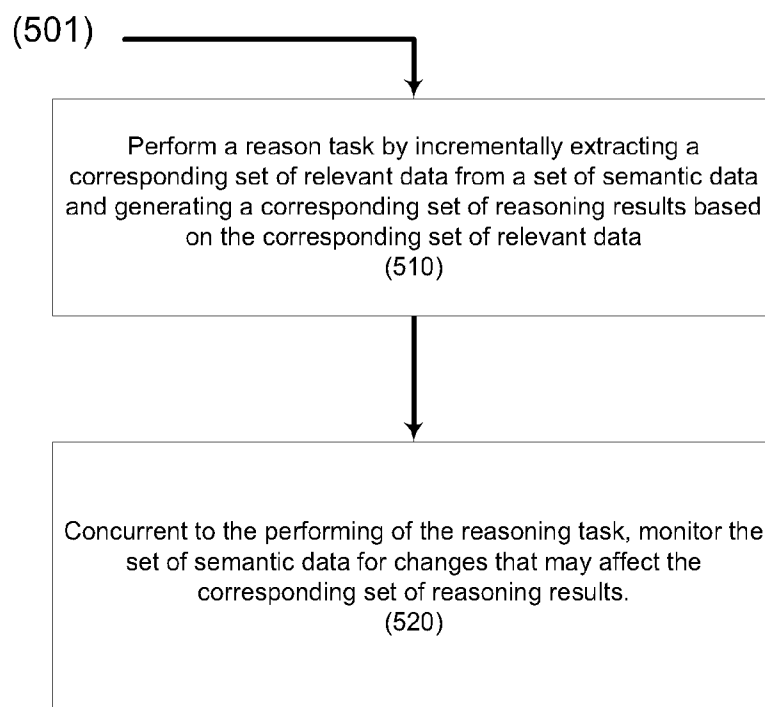 (501)
Perform a reason task by incrementally extracting a
corresponding set of relevant data from a set of semantic data
and generating a corresponding set of reasoning results based
on the corresponding set of relevant data
(510)
Concurrent to the performing of the reasoning task, monitor the
set of semantic data for changes that may affect the
corresponding set of reasoning results.
(520)